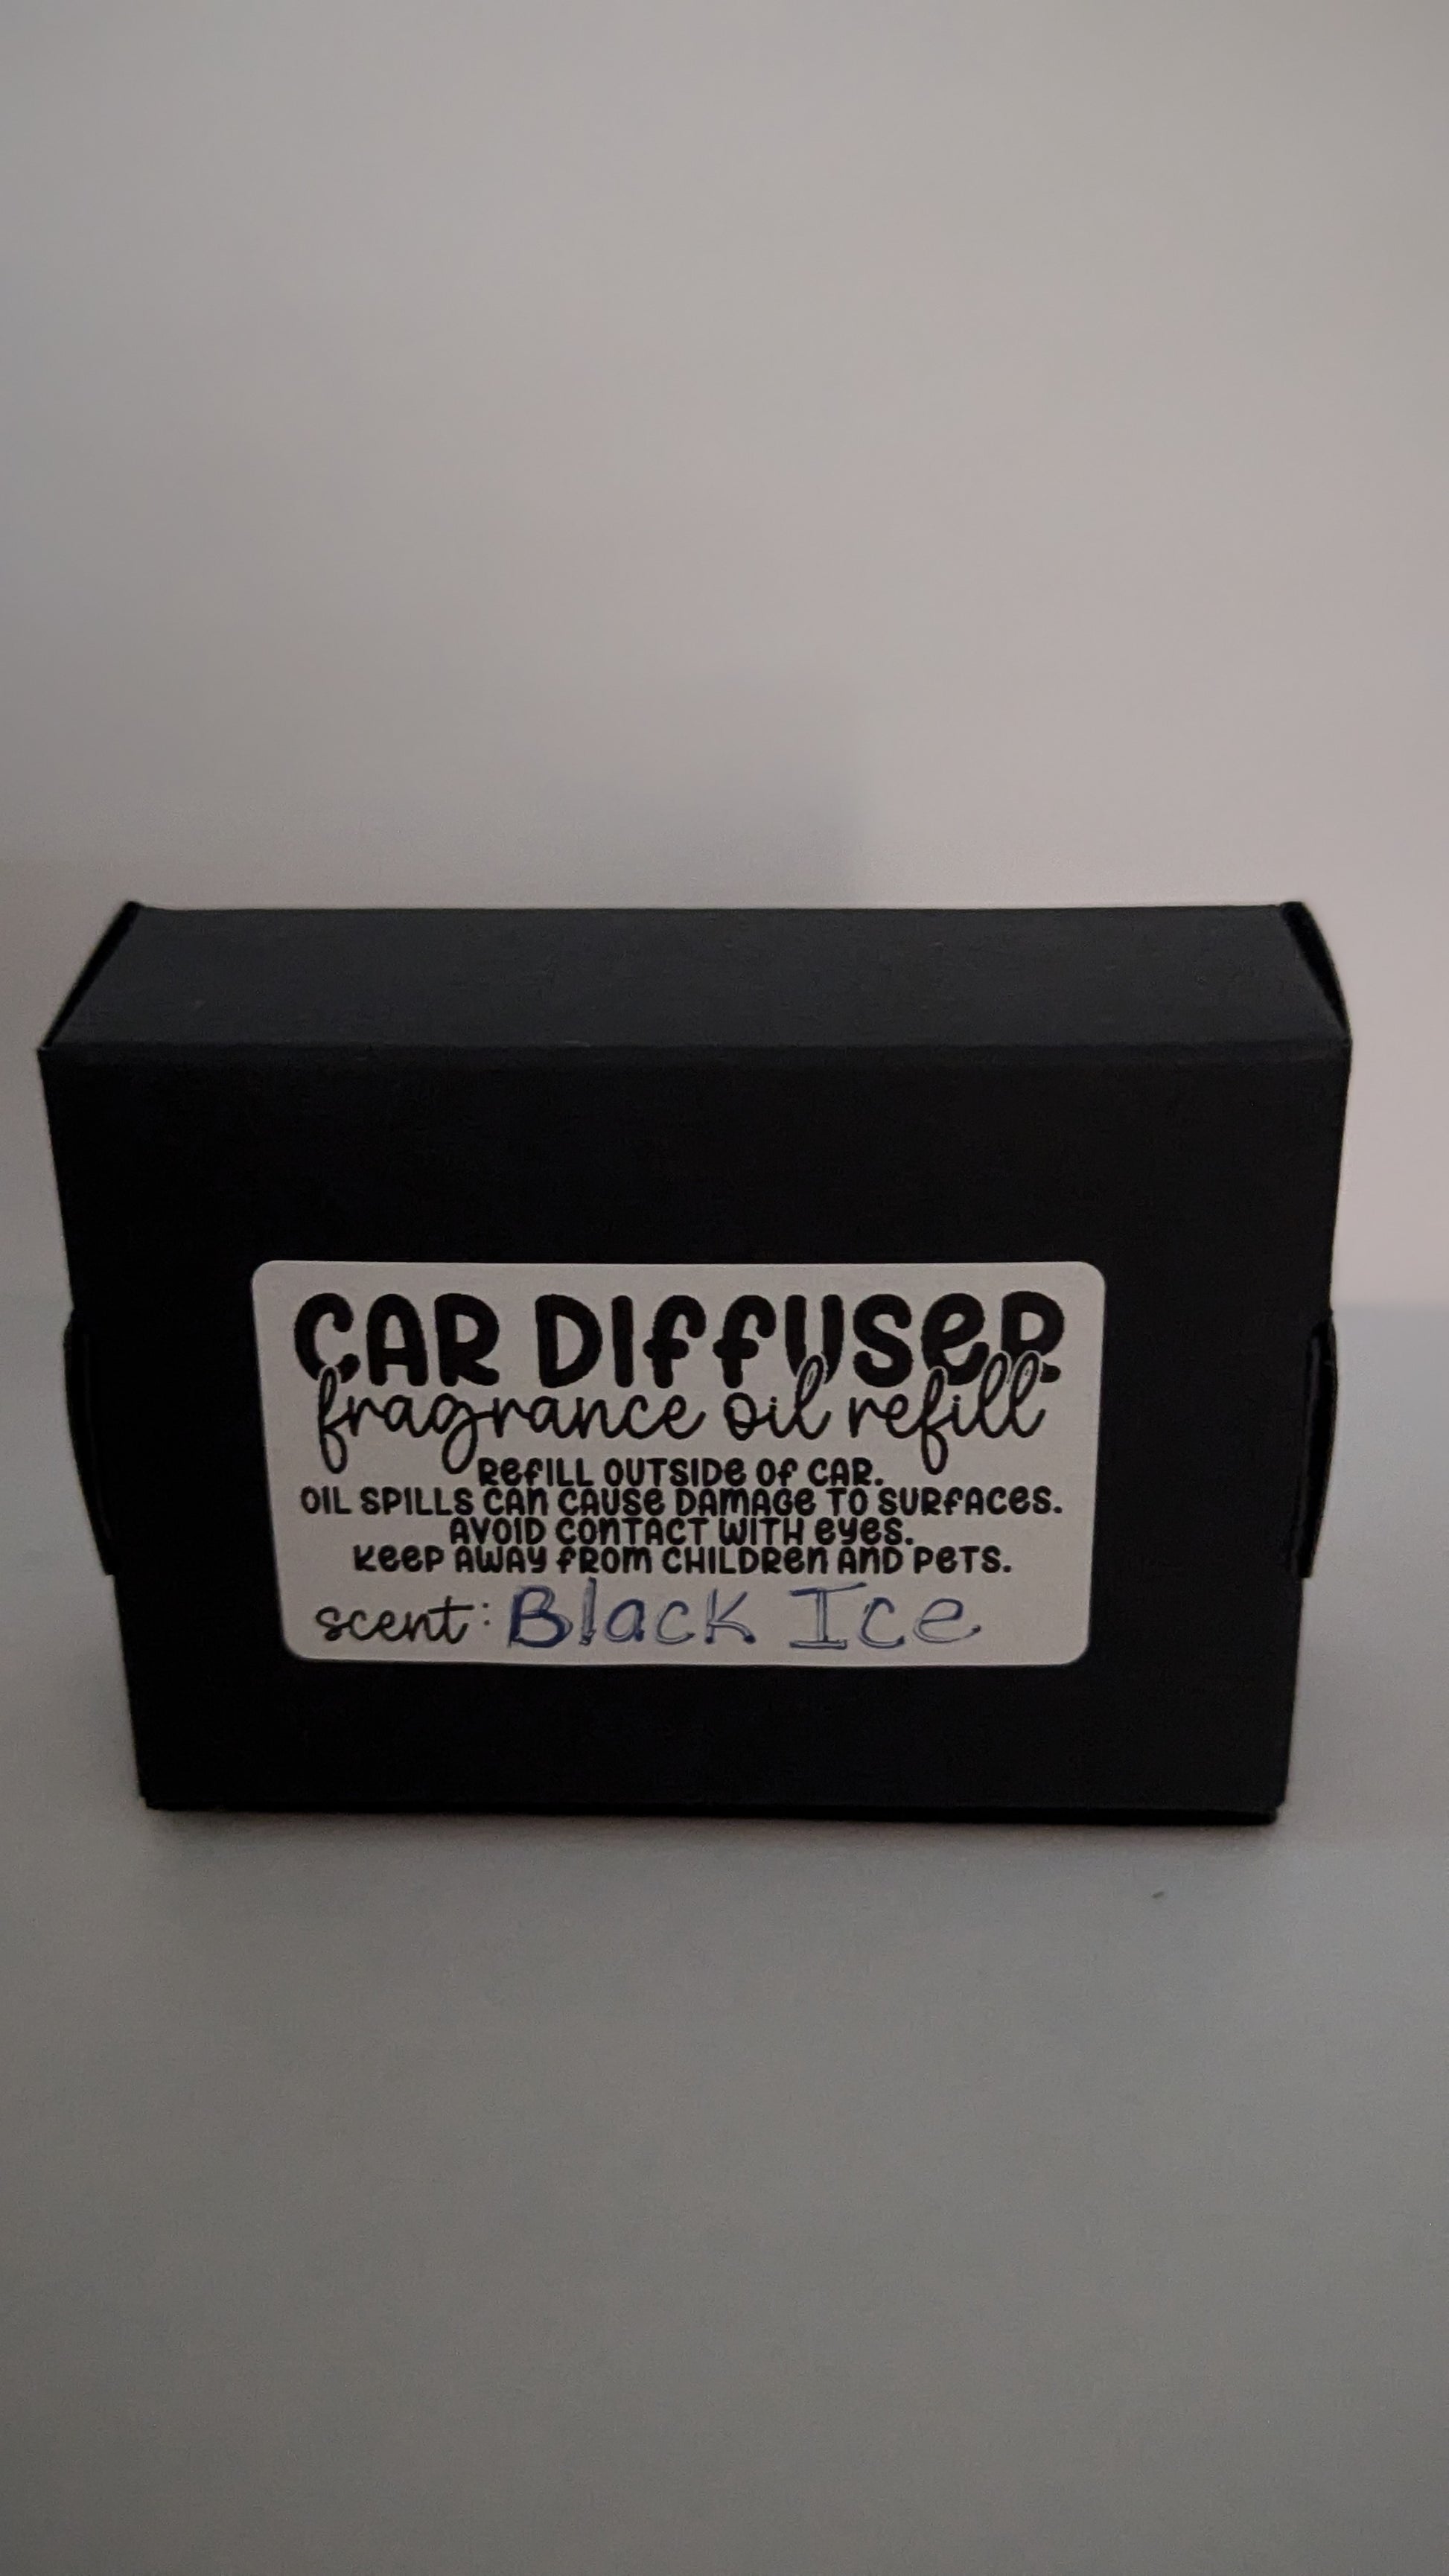 CAR DIFFUSER
fragrance oil refill
REFILL OUTSIDE OF CAR.
OIL SPILLS CAN CAUSE DAMAGE TO SURFACES.
AVOID CONTACT WITH EYES.
KEEP AWAY FROM CHILDREN AND PETS.
scent: Black Ice